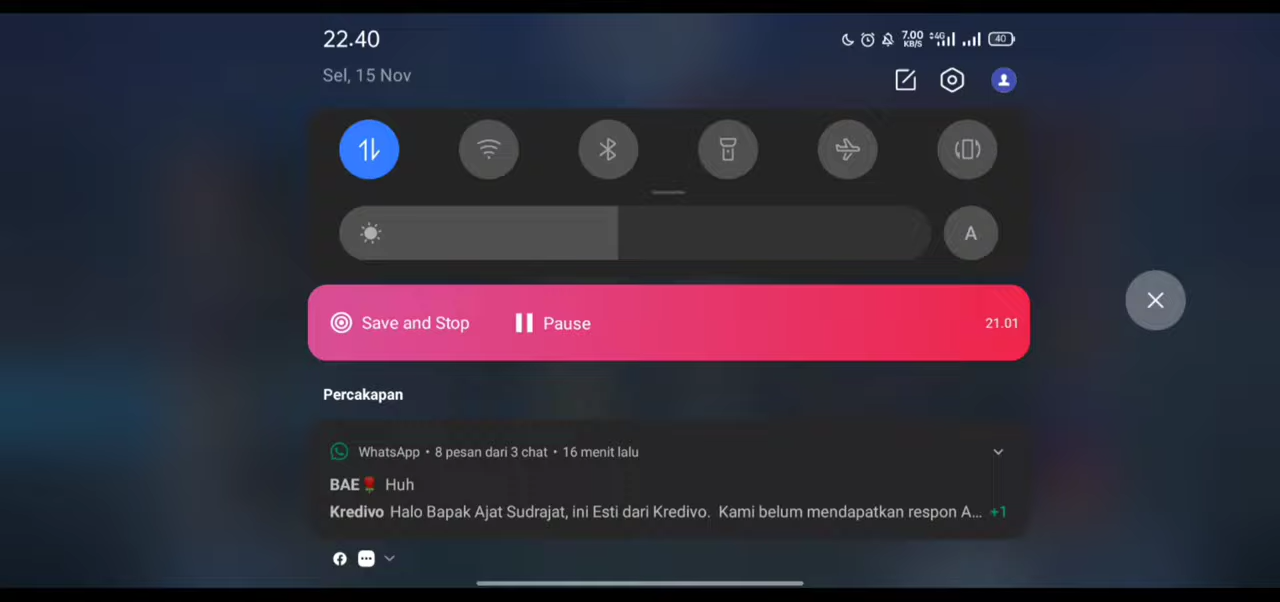 22.40
7.00
KB/S
4G
40
Sel, 15 Nov
A
Save and Stop
Pause
21.01
Percakapan
WhatsApp • 8 pesan dari 3 chat • 16 menit lalu
BAE🌹 Huh
Kredivo Halo Bapak Ajat Sudrajat, ini Esti dari Kredivo. Kami belum mendapatkan respon A... +1